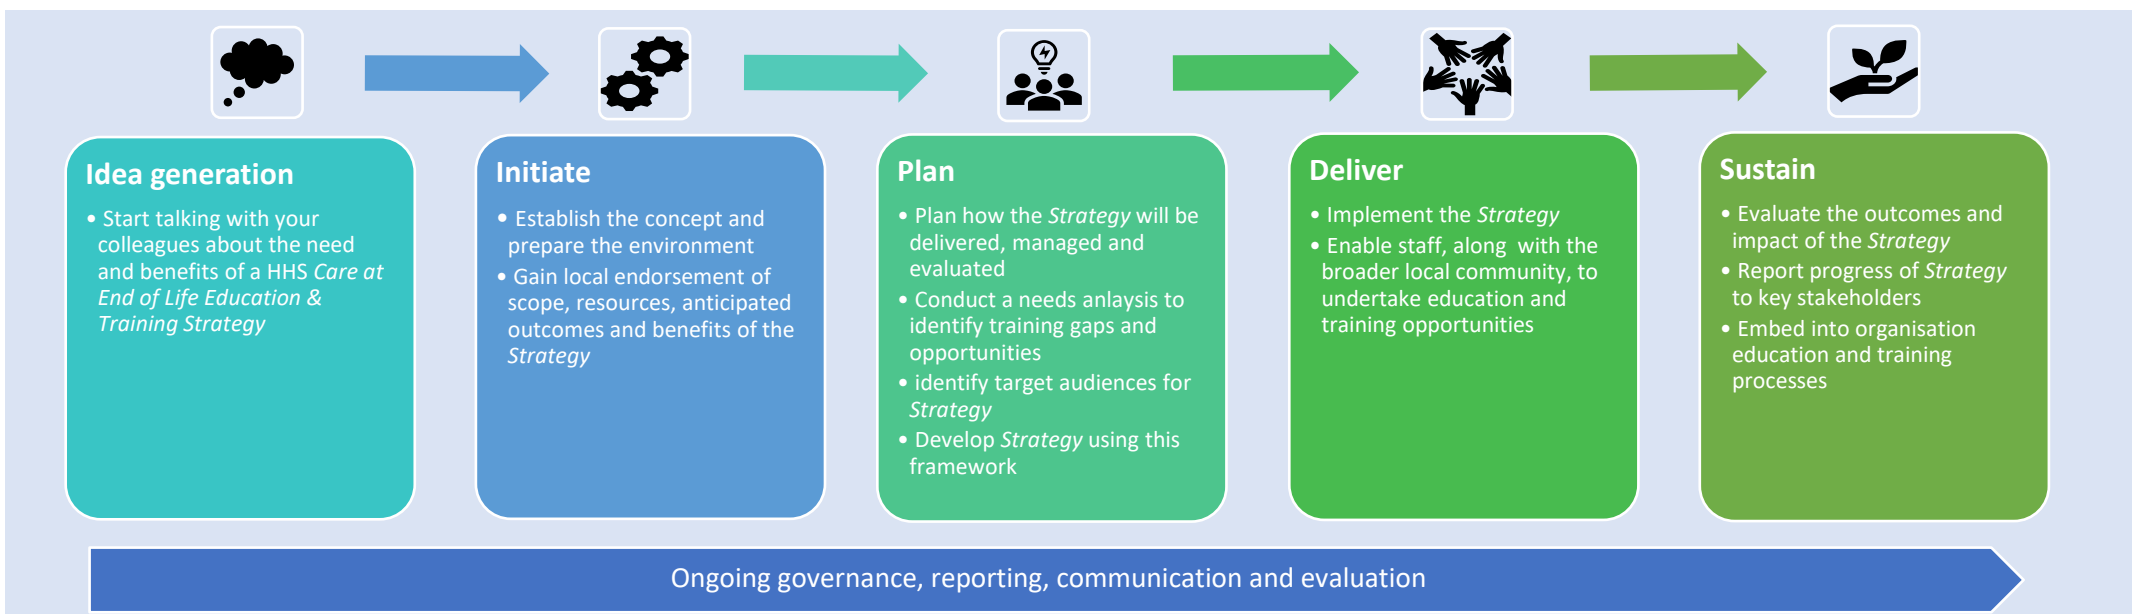 Idea generation
• Start talking with your
colleagues about the need
and benefits of a HHS Care at
End of Life Education &
Training Strategy
Initiate
• Establish the concept and
prepare the environment
• Gain local endorsement of
scope, resources, anticipated
outcomes and benefits of the
Strategy
Plan
• Plan how the Strategy will be
delivered, managed and
evaluated
• Conduct a needs anlaysis to
identify training gaps and
opportunities
• identify target audiences for
Strategy
• Develop Strategy using this
framework
Deliver
• Implement the Strategy
• Enable staff, along  with the
broader local community, to
undertake education and
training opportunities
Sustain
• Evaluate the outcomes and
impact of the Strategy
• Report progress of Strategy
to key stakeholders
• Embed into organisation
education and training
processes
Ongoing governance, reporting, communication and evaluation